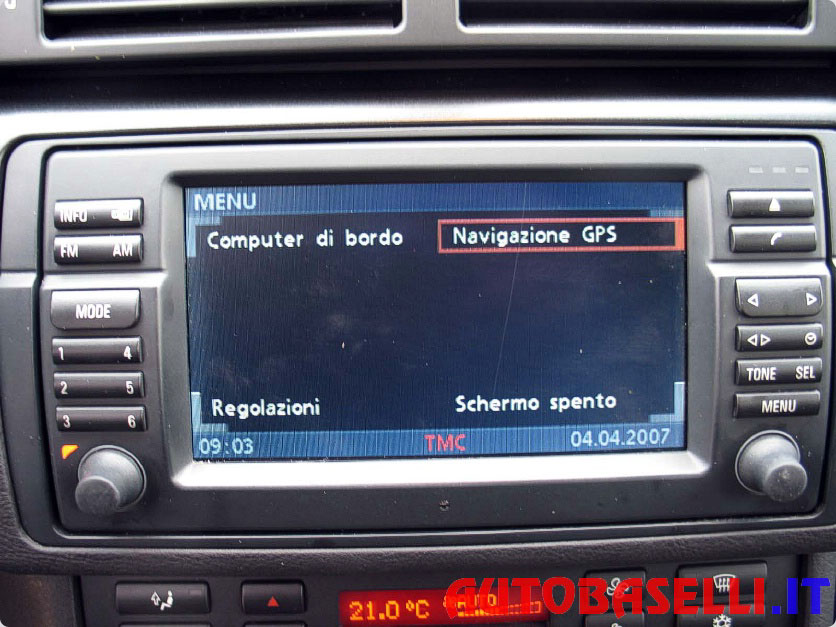 INFO
FM AM
MODE
1 4
2 5
3 6
MENU
Computer di bordo
Navigazione GPS
Regolazioni
Schermo spento
09:03
TMC
04.04.2007
TONE SEL
MENU
21.0 °C
AUTO
AUTOBASELLI.IT